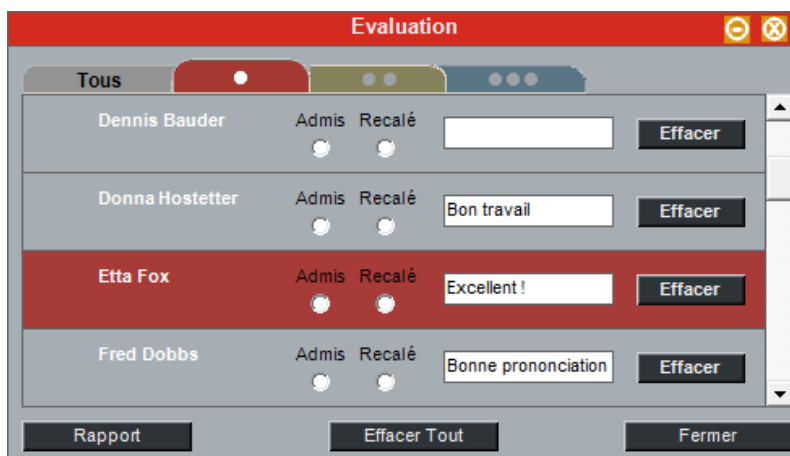 Evaluation
Tous
Dennis Bauder Admis Recalé Effacer
Donna Hostetter Admis Recalé Bon travail Effacer
Etta Fox Admis Recalé Excellent ! Effacer
Fred Dobbs Admis Recalé Bonne prononciation Effacer
Rapport Effacer Tout Fermer